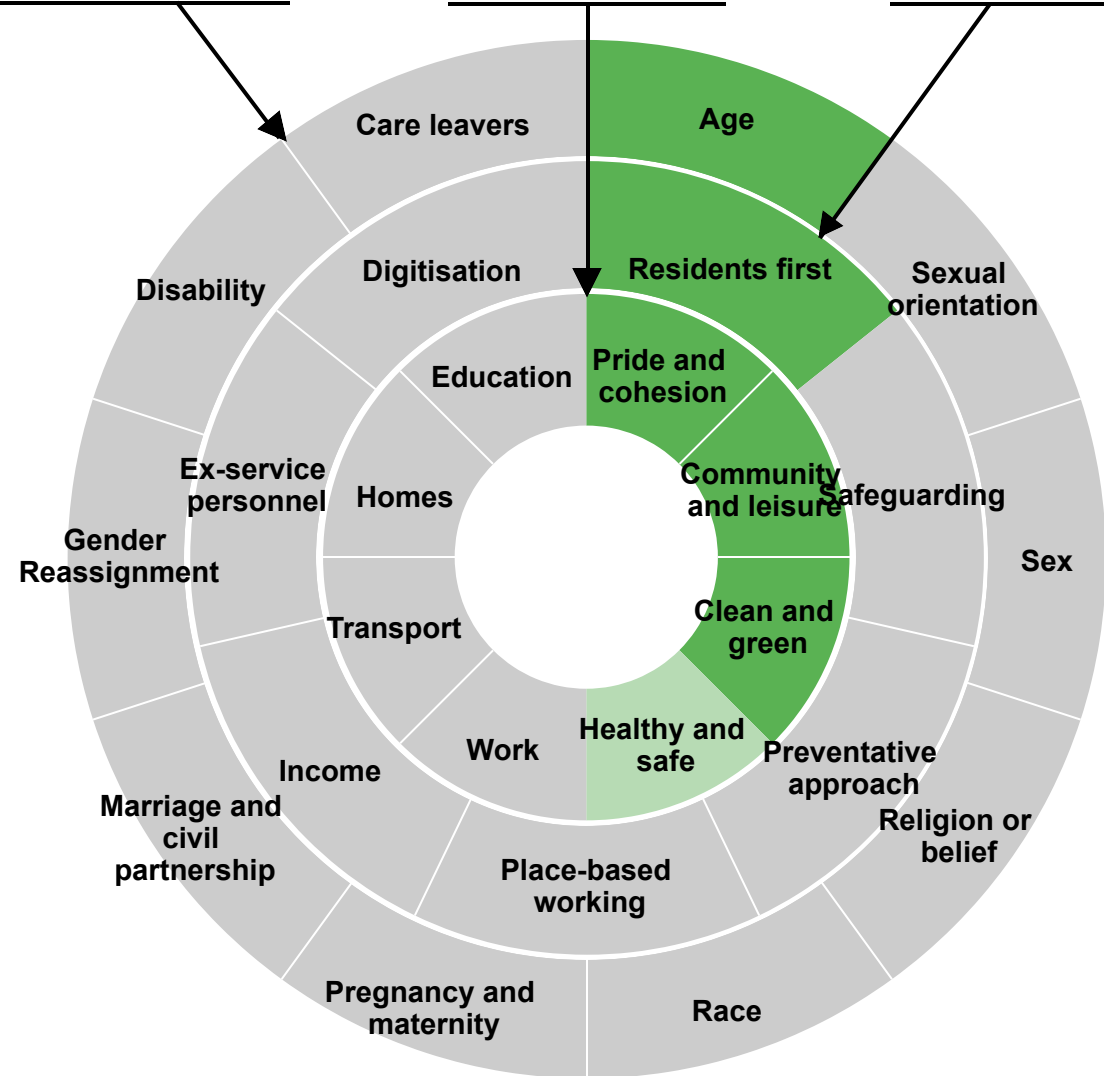 Care leavers
Age
Disability
Digitisation
Residents first
Sexual
orientation
Education
Pride and
cohesion
Ex-service
personnel
Homes
Community
and leisure
Safeguarding
Gender
Reassignment
Sex
Transport
Clean and
green
Income
Work
Healthy and
safe
Preventative
approach
Marriage and
civil
partnership
Religion or
belief
Place-based
working
Pregnancy and
maternity
Race